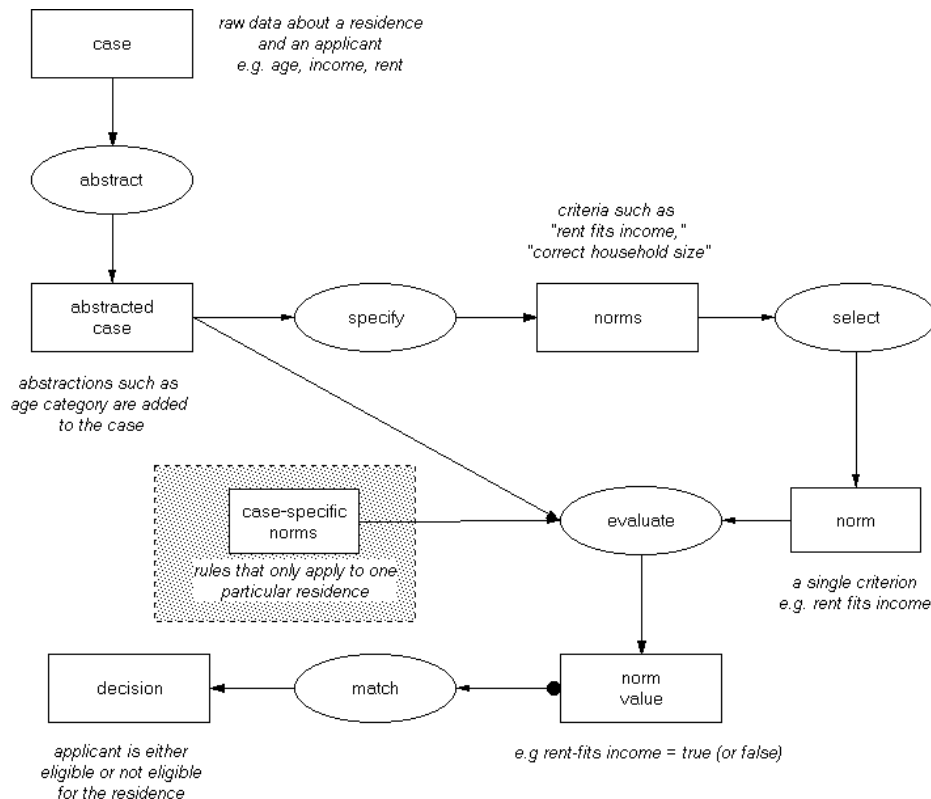 case
raw data about a residence
and an applicant
e.g. age, income, rent
abstract
criteria such as
"rent fits income,"
"correct household size"
abstracted
case
specify
norms
select
abstractions such as
age category are added
to the case
case-specific
norms
evaluate
norm
rules that only apply to one
particular residence
a single criterion
e.g. rent fits income
decision
match
norm
value
applicant is either
eligible or not eligible
for the residence
e.g rent-fits income = true (or false)